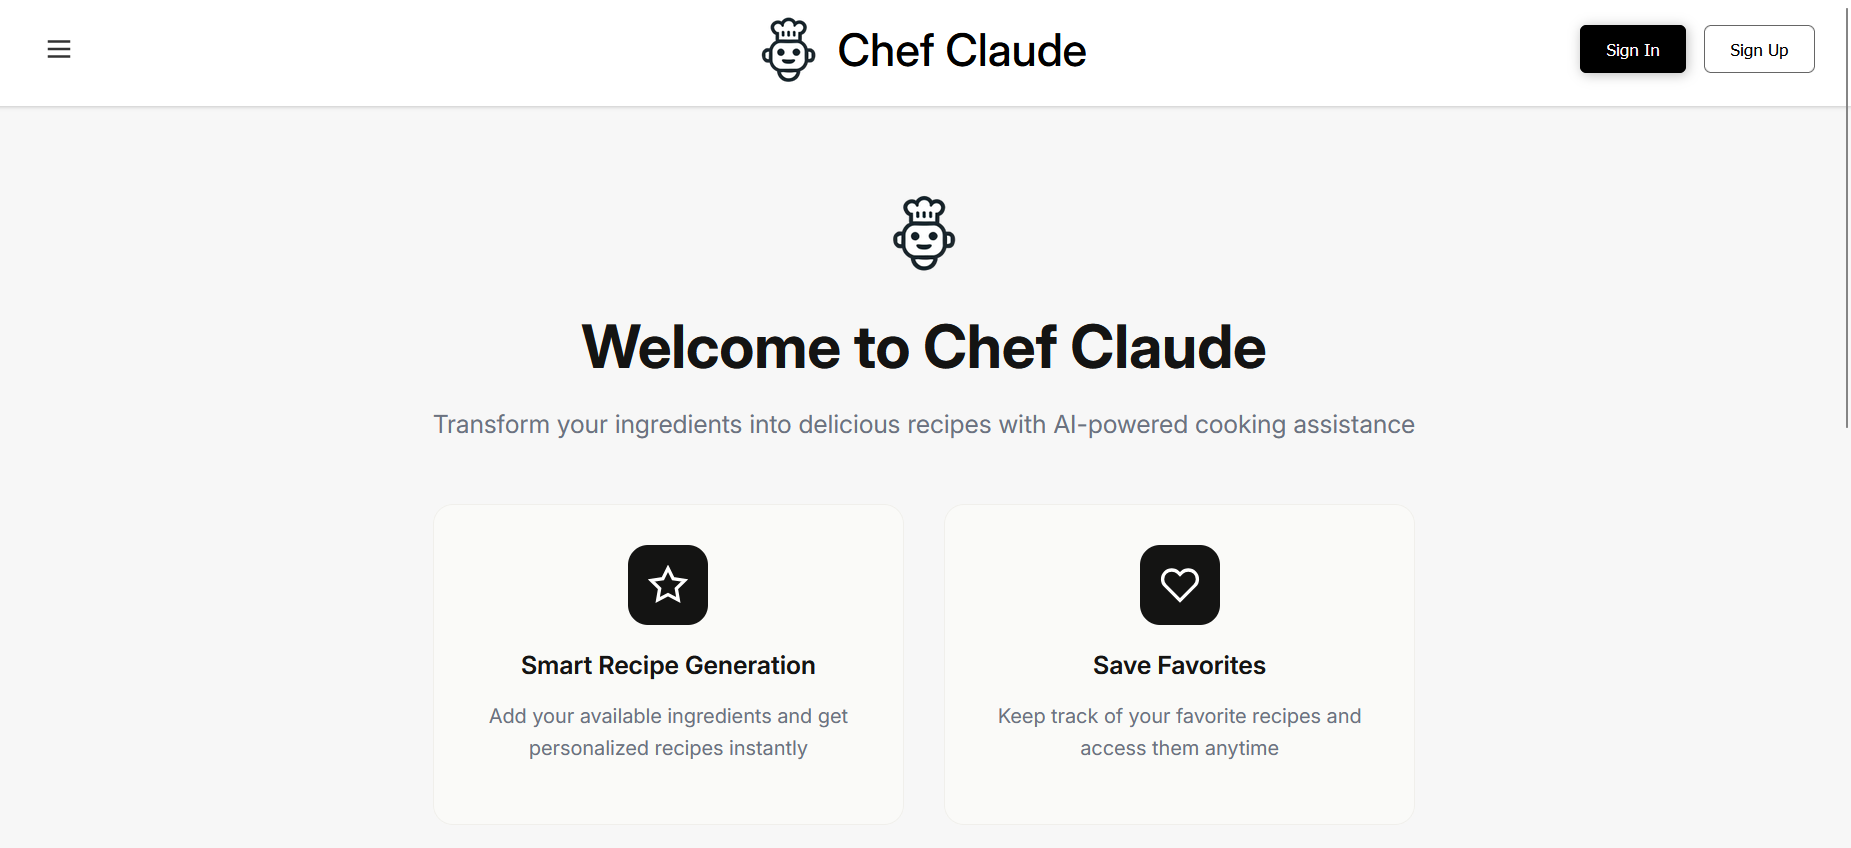 Chef Claude
Sign In
Sign Up
Welcome to Chef Claude
Transform your ingredients into delicious recipes with AI-powered cooking assistance
Smart Recipe Generation
Add your available ingredients and get
personalized recipes instantly
Save Favorites
Keep track of your favorite recipes and
access them anytime